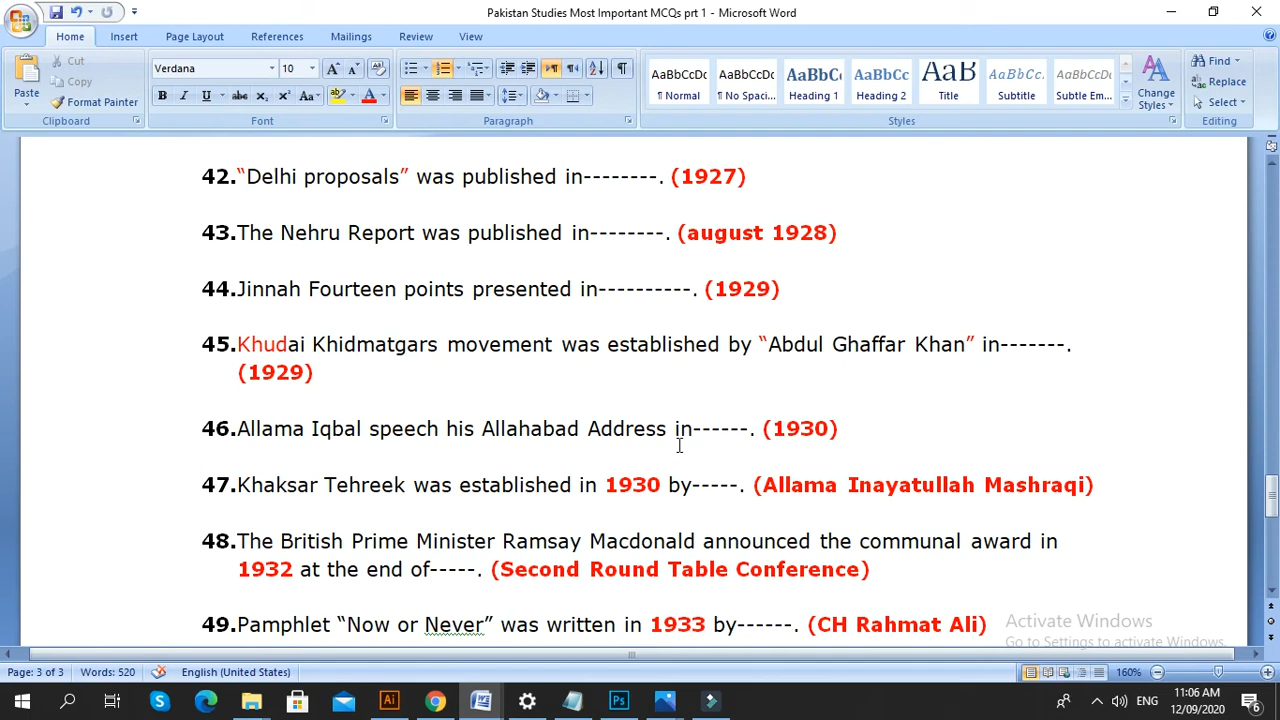 Pakistan Studies Most Important MCQs prt 1 - Microsoft Word
Home Insert Page Layout References Mailings Review View
Paste Cut Copy Format Painter Clipboard
Verdana 10 Font
Paragraph
AaBbCcDc ¶ Normal AaBbCcDc ¶ No Spaci... AaBbCc Heading 1 AaBbCc Heading 2 AaB Title AaBbCc Subtitle AaBbCcDc Subtle Em... Change Styles Styles
Find Replace Select Editing
42.“Delhi proposals” was published in--------. (1927)
43.The Nehru Report was published in--------. (august 1928)
44.Jinnah Fourteen points presented in----------. (1929)
45.Khudai Khidmatgars movement was established by “Abdul Ghaffar Khan” in-------.
(1929)
46.Allama Iqbal speech his Allahabad Address in------. (1930)
47.Khaksar Tehreek was established in 1930 by-----. (Allama Inayatullah Mashraqi)
48.The British Prime Minister Ramsay Macdonald announced the communal award in
1932 at the end of-----. (Second Round Table Conference)
49.Pamphlet “Now or Never” was written in 1933 by------. (CH Rahmat Ali)
Activate Windows
Go to Settings to activate Windows.
Page: 3 of 3 Words: 520 English (United States) 160%
ENG 11:06 AM
12/09/2020 6